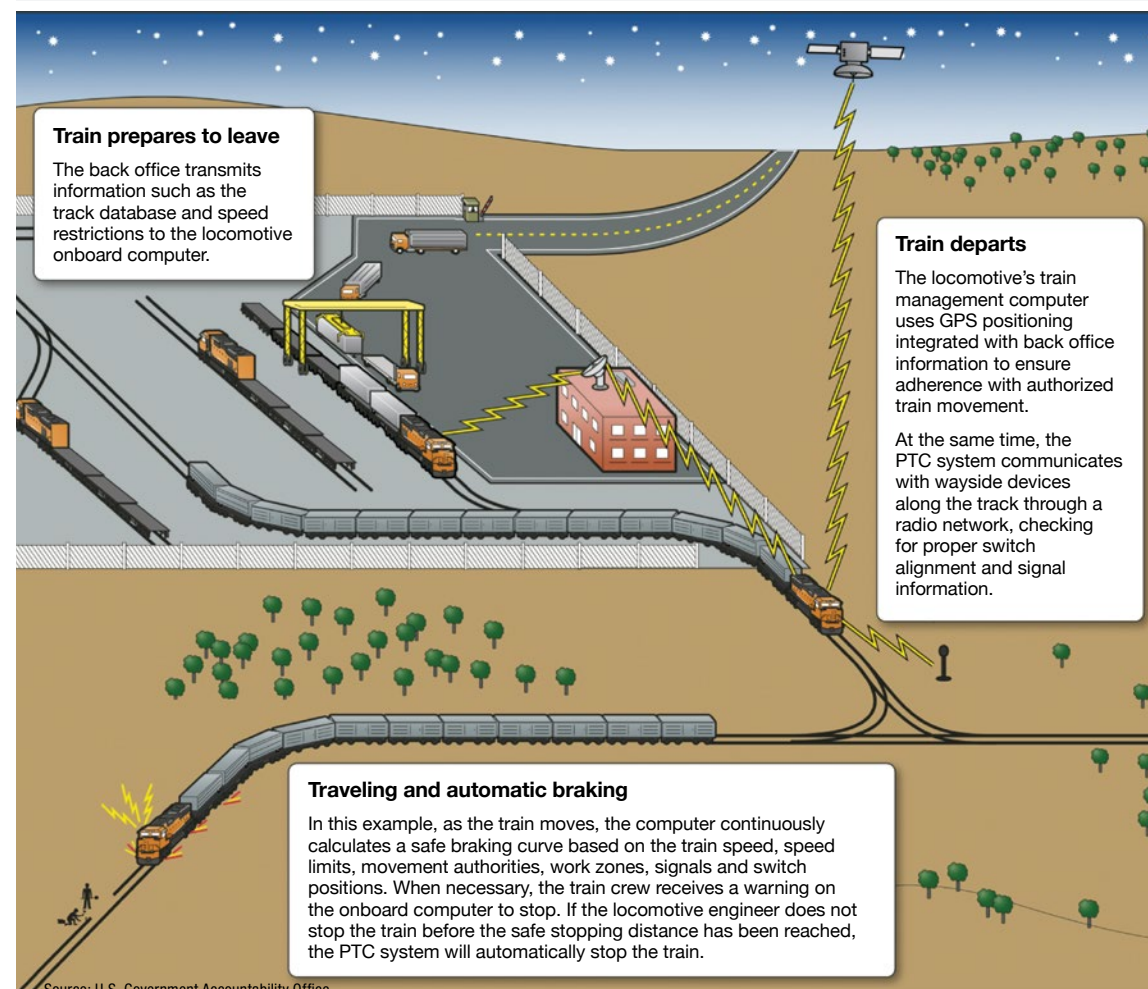 Train prepares to leave
The back office transmits
information such as the
track database and speed
restrictions to the locomotive
onboard computer.
Train departs
The locomotive's train
management computer
uses GPS positioning
integrated with back office
information to ensure
adherence with authorized
train movement.
At the same time, the
PTC system communicates
with wayside devices
along the track through a
radio network, checking
for proper switch
alignment and signal
information.
Traveling and automatic braking
In this example, as the train moves, the computer continuously
calculates a safe braking curve based on the train speed, speed
limits, movement authorities, work zones, signals and switch
positions. When necessary, the train crew receives a warning on
the onboard computer to stop. If the locomotive engineer does not
stop the train before the safe stopping distance has been reached,
the PTC system will automatically stop the train.
Source: U.S. Government Accountability Office